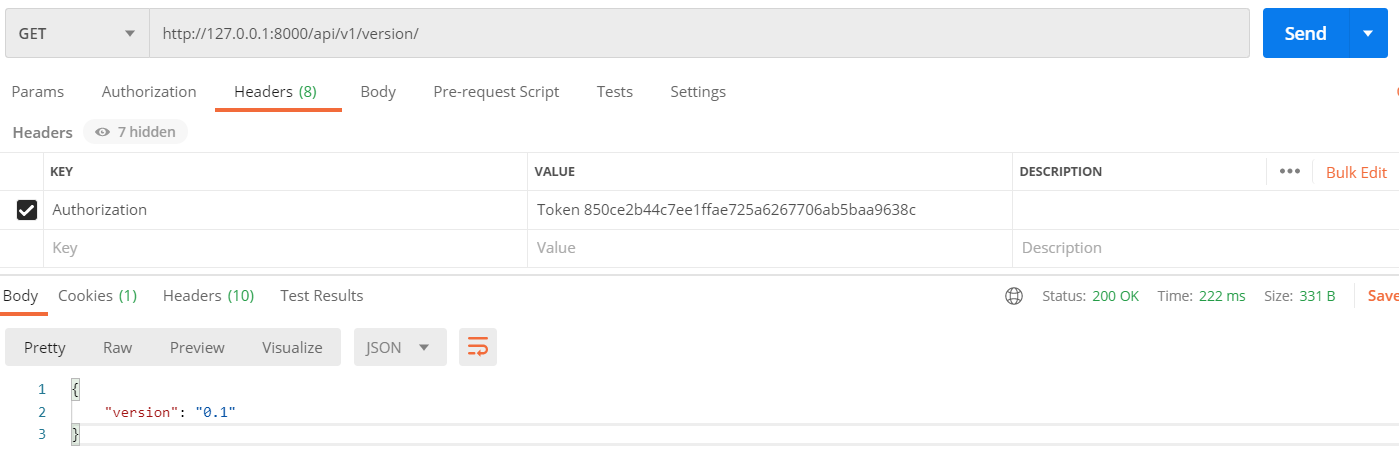 GET http://127.0.0.1:8000/api/v1/version/ Send
Params Authorization Headers (8) Body Pre-request Script Tests Settings
Headers 7 hidden
KEY VALUE DESCRIPTION ••• Bulk Edit
Authorization Token 850ce2b44c7ee1ffae725a6267706ab5baa9638c
Key Value Description
Body Cookies (1) Headers (10) Test Results Status: 200 OK Time: 222 ms Size: 331 B Save
Pretty Raw Preview Visualize JSON
1 {
2 "version": "0.1"
3 }